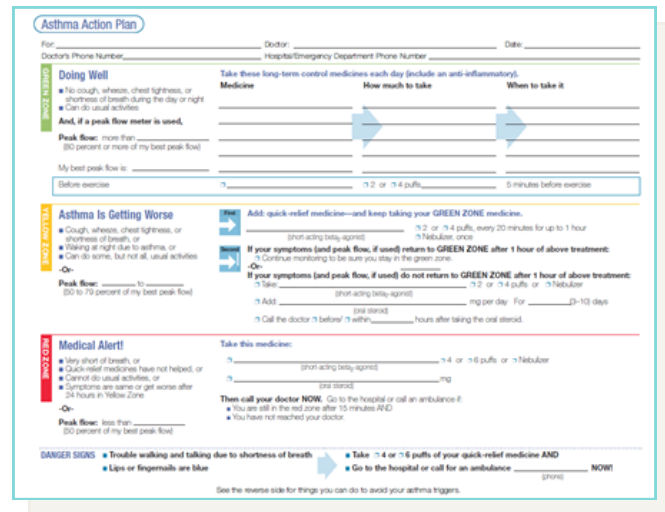 Asthma Action Plan
For: Doctor: Date:
Doctor's Phone Number Hospital/Emergency Department Phone Number
GREEN ZONE
Doing Well
■ No cough, wheeze, chest tightness, or
shortness of breath during the day or night
■ Can do usual activities
And, if a peak flow meter is used,
Peak flow: more than
(80 percent or more of my best peak flow)
My best peak flow is:
Take these long-term control medicines each day (include an anti-inflammatory).
Medicine How much to take When to take it
Before exercise ❒ ❒ 2 or ❒ 4 puffs 5 minutes before exercise
YELLOW ZONE
Asthma Is Getting Worse
■ Cough, wheeze, chest tightness, or
shortness of breath, or
■ Waking at night due to asthma, or
■ Can do some, but not all, usual activities
-Or-
Peak flow: to
(50 to 79 percent of my best peak flow)
First
Add: quick-relief medicine—and keep taking your GREEN ZONE medicine.
❒ 2 or ❒ 4 puffs, every 20 minutes for up to 1 hour
(short-acting beta₂-agonist) ❒ Nebulizer, once
Second
If your symptoms (and peak flow, if used) return to GREEN ZONE after 1 hour of above treatment:
❒ Continue monitoring to be sure you stay in the green zone.
-Or-
If your symptoms (and peak flow, if used) do not return to GREEN ZONE after 1 hour of above treatment:
❒ Take: ❒ 2 or ❒ 4 puffs or ❒ Nebulizer
(short-acting beta₂-agonist)
❒ Add: mg per day For (3–10) days
(oral steroid)
❒ Call the doctor ❒ before/ ❒ within hours after taking the oral steroid.
RED ZONE
Medical Alert!
■ Very short of breath, or
■ Quick-relief medicines have not helped, or
■ Cannot do usual activities, or
■ Symptoms are same or get worse after
24 hours in Yellow Zone
-Or-
Peak flow: less than
(50 percent of my best peak flow)
Take this medicine:
❒ ❒ 4 or ❒ 6 puffs or ❒ Nebulizer
(short-acting beta₂-agonist)
❒ mg
(oral steroid)
Then call your doctor NOW. Go to the hospital or call an ambulance if:
■ You are still in the red zone after 15 minutes AND
■ You have not reached your doctor.
DANGER SIGNS ■ Trouble walking and talking due to shortness of breath
■ Lips or fingernails are blue
■ Take ❒ 4 or ❒ 6 puffs of your quick-relief medicine AND
■ Go to the hospital or call for an ambulance NOW!
(phone)
See the reverse side for things you can do to avoid your asthma triggers.